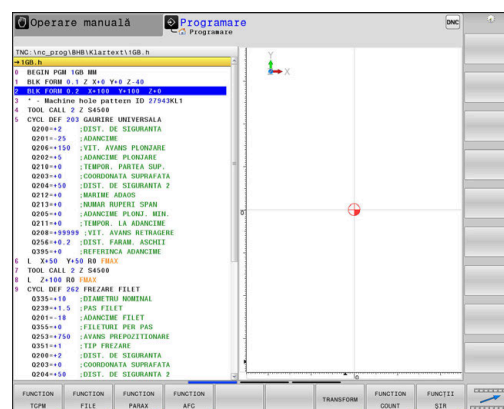 Operare manuală
Programare
Programare
DNC
TNC:\nc_prog\BHB\Klartext\1GB.h
→1GB.h
0 BEGIN PGM 1GB MM
1 BLK FORM 0.1 Z X+0 Y+0 Z-40
2 BLK FORM 0.2 X+100 Y+100 Z+0
3 * - Machine hole pattern ID 27943KL1
4 TOOL CALL 2 Z S4500
5 CYCL DEF 203 GAURIRE UNIVERSALA
Q200=+2 ;DIST. DE SIGURANTA
Q201=-25 ;ADANCIME
Q206=+150 ;VIT. AVANS PLONJARE
Q202=+5 ;ADANCIME PLONJARE
Q210=+0 ;TEMPOR. PARTEA SUP.
Q203=+0 ;COORDONATA SUPRAFATA
Q204=+50 ;DIST. DE SIGURANTA 2
Q212=+0 ;MARIME ADAOS
Q213=+0 ;NUMAR RUPERI SPAN
Q205=+0 ;ADANCIME PLONJ. MIN.
Q211=+0 ;TEMPOR. LA ADANCIME
Q208=+99999 ;VIT. AVANS RETRAGERE
Q256=+0.2 ;DIST. FARAM. ASCHII
Q395=+0 ;REFERINCA ADANCIME
6 L X+50 Y+50 R0 FMAX
7 TOOL CALL 2 Z S4500
8 L Z+100 R0 FMAX
9 CYCL DEF 262 FREZARE FILET
Q335=+10 ;DIAMETRU NOMINAL
Q239=+1.5 ;PAS FILET
Q201=-18 ;ADANCIME FILET
Q355=+0 ;FILETURI PER PAS
Q253=+750 ;AVANS PREPOZITIONARE
Q351=+1 ;TIP FREZARE
Q200=+2 ;DIST. DE SIGURANTA
Q203=+0 ;COORDONATA SUPRAFATA
Q204=+50 ;DIST. DE SIGURANTA 2
Y
X
0
0
FUNCTION TCPM
FUNCTION FILE
FUNCTION PARAX
FUNCTION AFC
TRANSFORM
FUNCTION COUNT
FUNCȚII ȘIR